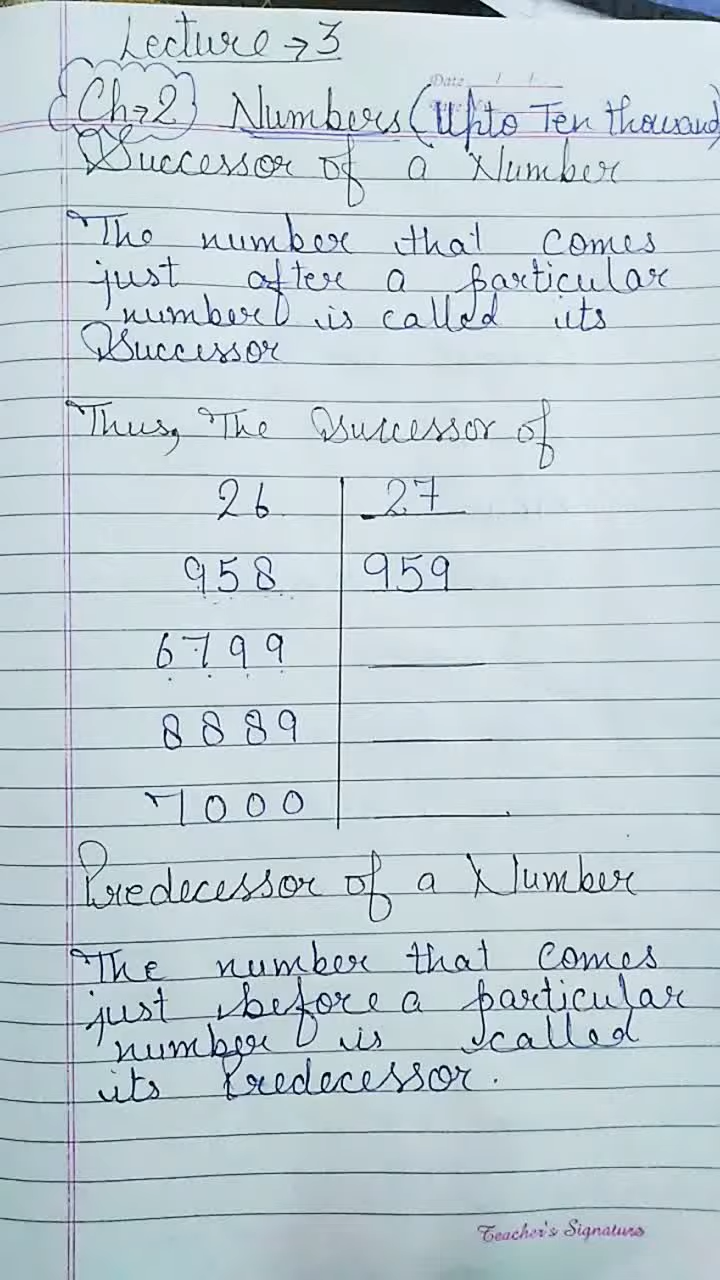 Lecture → 3
Date / /
Ch→2 Numbers (Upto Ten thousand)
Successor of a Number
The number that comes
just after a particular
number is called its
Successor
Thus, The Successor of
26 27
958 959
6799
8889
7000
Predecessor of a Number
The number that comes
just before a particular
number is called
its Predecessor.
Teacher's Signature